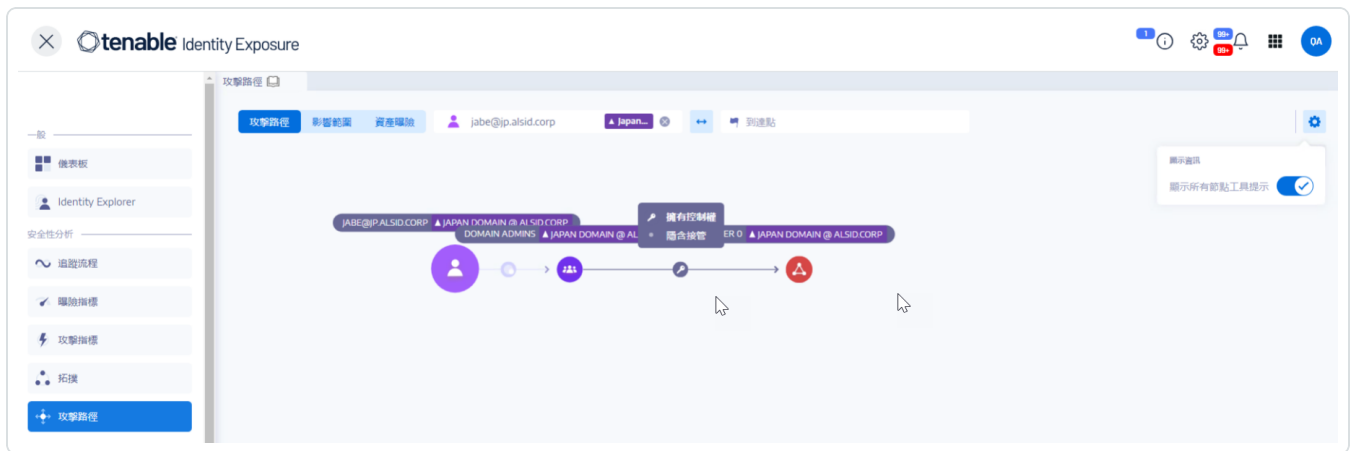 tenable Identity Exposure
1
99+
99+
QA
攻擊路徑
一般
儀表板
Identity Explorer
安全性分析
追蹤流程
曝險指標
攻擊指標
拓撲
攻擊路徑
攻擊路徑 影響範圍 資產曝險
jabe@jp.alsid.corp
Japan...
到達點
顯示資訊
顯示所有節點工具提示
JABE@JP.ALSID.CORP JAPAN DOMAIN @ ALSID.CORP
DOMAIN ADMINS JAPAN DOMAIN @ AL
擁有控制權
隱含接管
ER 0 JAPAN DOMAIN @ ALSID.CORP